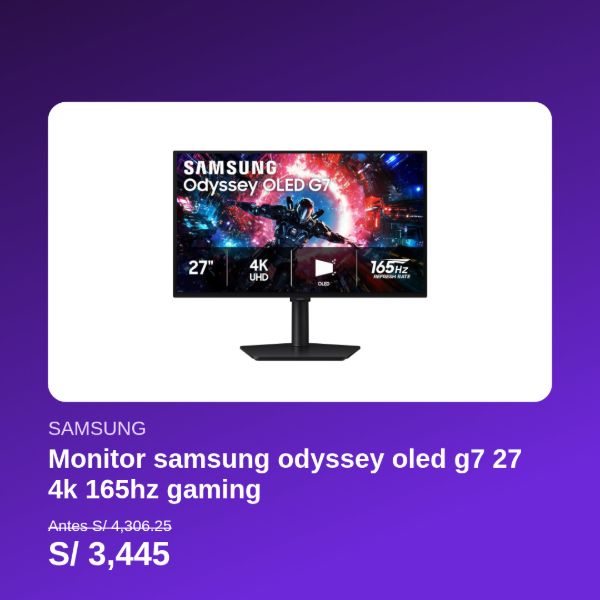 SAMSUNG
Odyssey OLED G7
27"
4K
UHD
OLED
165Hz
REFRESH RATE
SAMSUNG
Monitor samsung odyssey oled g7 27
4k 165hz gaming
Antes S/ 4,306.25
S/ 3,445